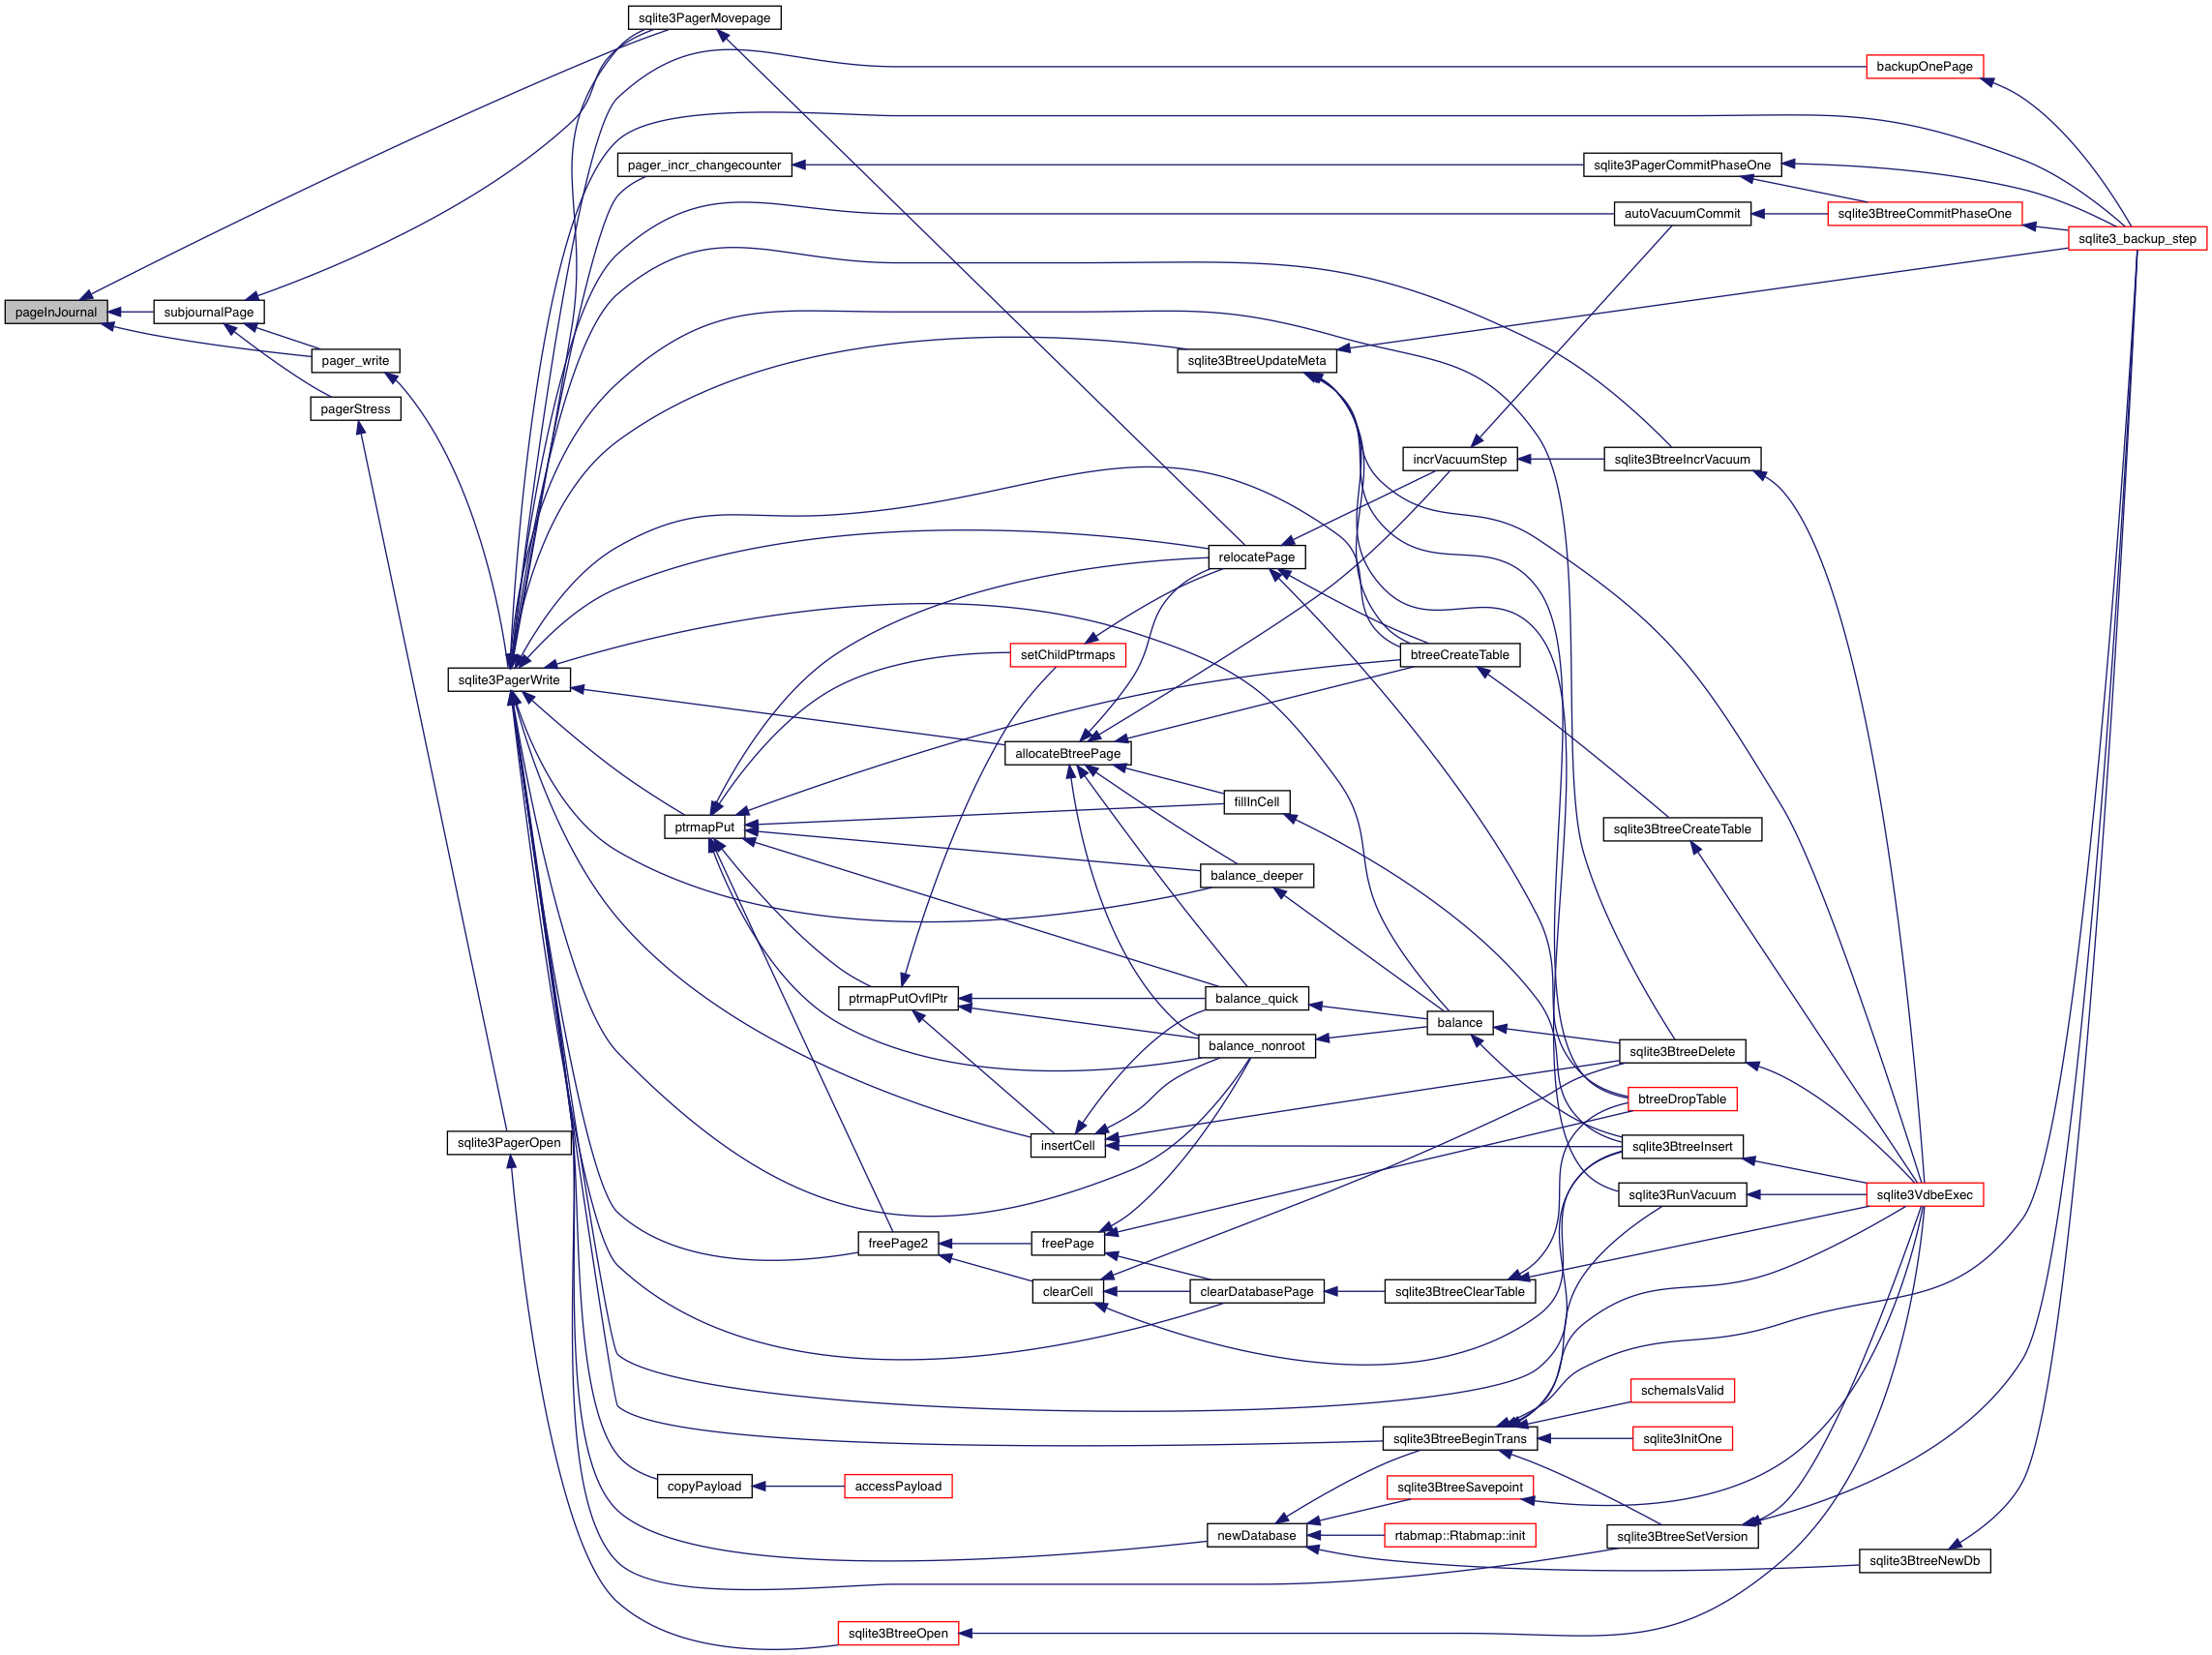 sqlite3PagerMovepage
backupOnePage
pager_incr_changecounter
sqlite3PagerCommitPhaseOne
autoVacuumCommit
sqlite3BtreeCommitPhaseOne
sqlite3_backup_step
pageInJournal
subjournalPage
pager_write
sqlite3BtreeUpdateMeta
pagerStress
incrVacuumStep
sqlite3BtreeIncrVacuum
relocatePage
setChildPtrmaps
btreeCreateTable
sqlite3PagerWrite
allocateBtreePage
fillInCell
ptrmapPut
sqlite3BtreeCreateTable
balance_deeper
ptrmapPutOvflPtr
balance_quick
balance
balance_nonroot
sqlite3BtreeDelete
btreeDropTable
sqlite3PagerOpen
insertCell
sqlite3BtreeInsert
sqlite3RunVacuum
sqlite3VdbeExec
freePage2
freePage
clearCell
clearDatabasePage
sqlite3BtreeClearTable
schemaIsValid
sqlite3BtreeBeginTrans
sqlite3InitOne
copyPayload
accessPayload
sqlite3BtreeSavepoint
newDatabase
rtabmap::Rtabmap::init
sqlite3BtreeSetVersion
sqlite3BtreeNewDb
sqlite3BtreeOpen